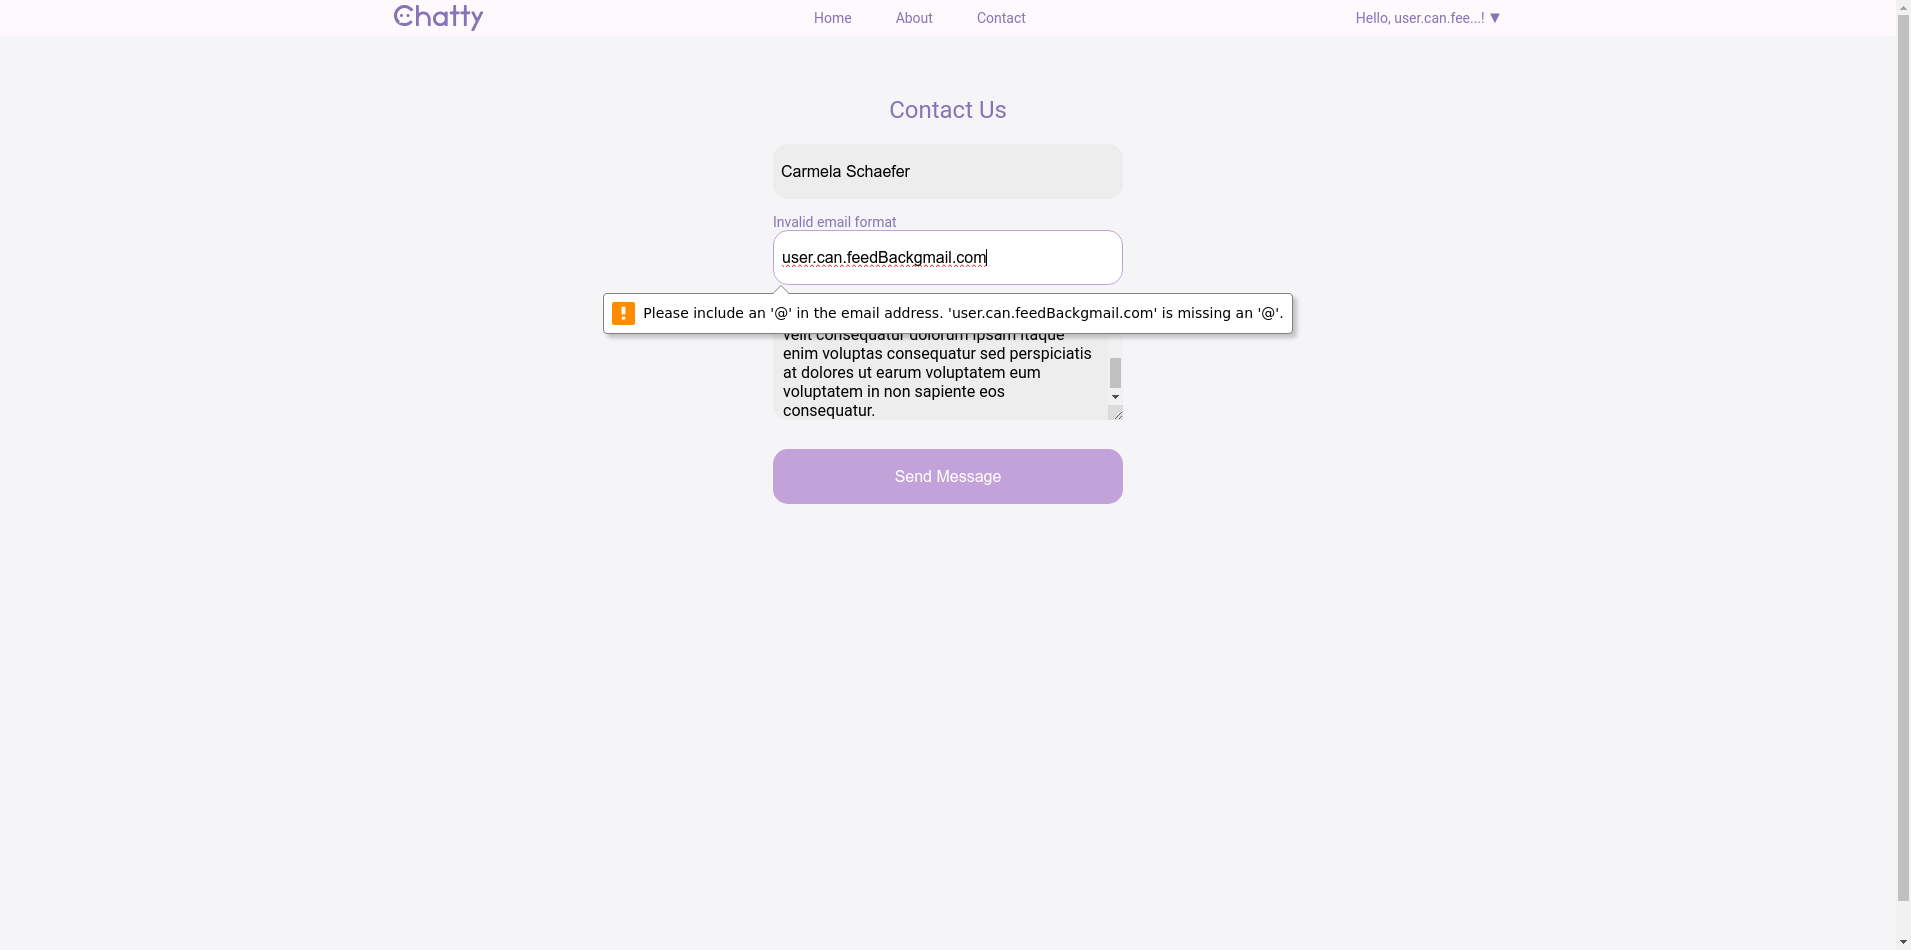 Chatty
Home About Contact
Hello, user.can.fee...! ▼
Contact Us
Carmela Schaefer
Invalid email format
user.can.feedBackgmail.com
Please include an '@' in the email address. 'user.can.feedBackgmail.com' is missing an '@'.
velit consequatur dolorum ipsam itaque
enim voluptas consequatur sed perspiciatis
at dolores ut earum voluptatem eum
voluptatem in non sapiente eos
consequatur.
Send Message